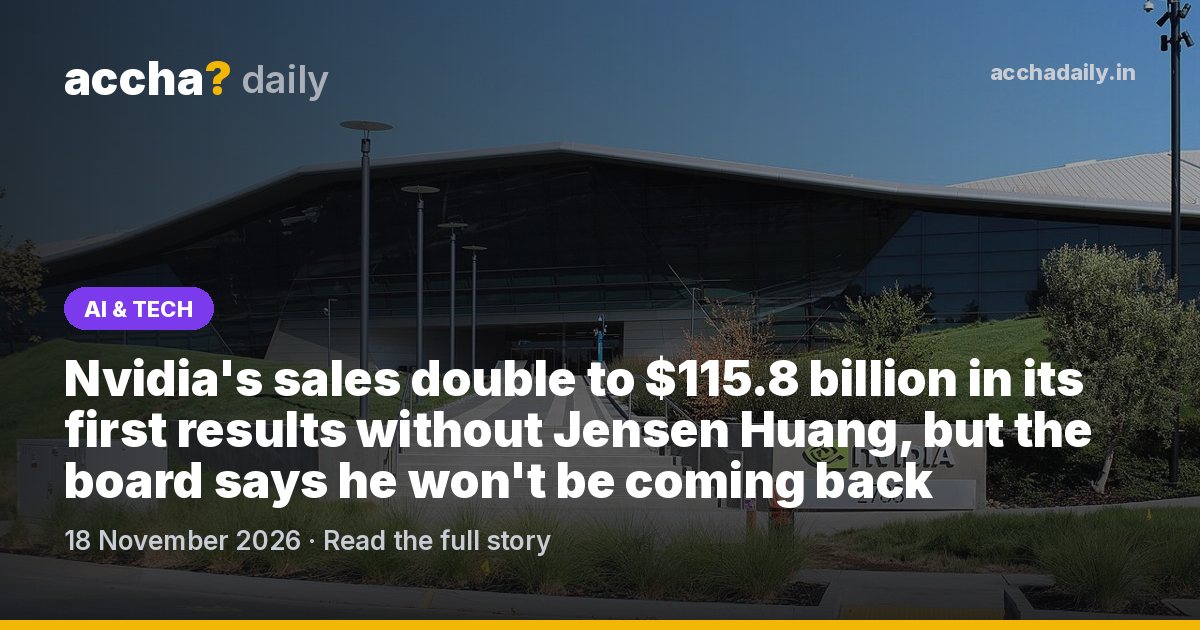 accha? daily
acchadaily.in
AI & TECH
Nvidia's sales double to $115.8 billion in its
first results without Jensen Huang, but the
board says he won't be coming back
18 November 2026 · Read the full story
NVIDIA